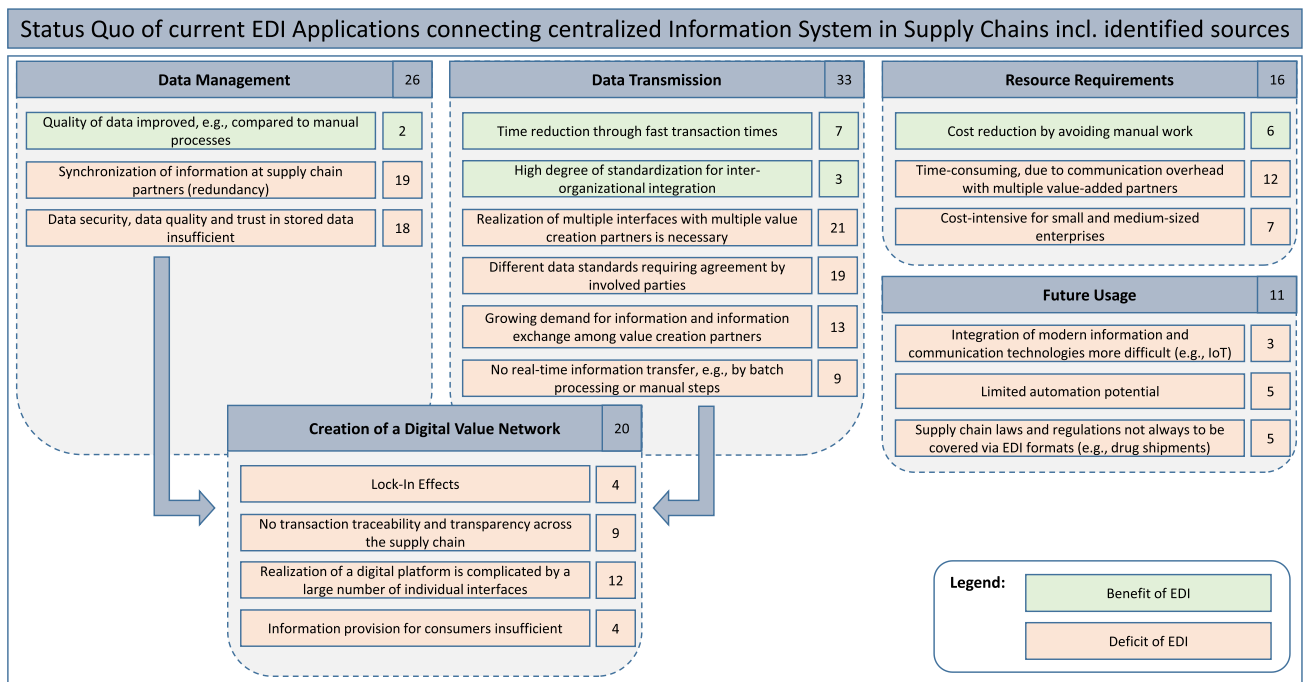 Status Quo of current EDI Applications connecting centralized Information System in Supply Chains incl. identified sources
Data Management
26
Quality of data improved, e.g., compared to manual
processes
2
Synchronization of information at supply chain
partners (redundancy)
19
Data security, data quality and trust in stored data
insufficient
18
Data Transmission
33
Time reduction through fast transaction times
7
High degree of standardization for inter-
organizational integration
3
Realization of multiple interfaces with multiple value
creation partners is necessary
21
Different data standards requiring agreement by
involved parties
19
Growing demand for information and information
exchange among value creation partners
13
No real-time information transfer, e.g., by batch
processing or manual steps
9
Resource Requirements
16
Cost reduction by avoiding manual work
6
Time-consuming, due to communication overhead
with multiple value-added partners
12
Cost-intensive for small and medium-sized
enterprises
7
Future Usage
11
Integration of modern information and
communication technologies more difficult (e.g., IoT)
3
Limited automation potential
5
Supply chain laws and regulations not always to be
covered via EDI formats (e.g., drug shipments)
5
Creation of a Digital Value Network
20
Lock-In Effects
4
No transaction traceability and transparency across
the supply chain
9
Realization of a digital platform is complicated by a
large number of individual interfaces
12
Information provision for consumers insufficient
4
Legend:
Benefit of EDI
Deficit of EDI